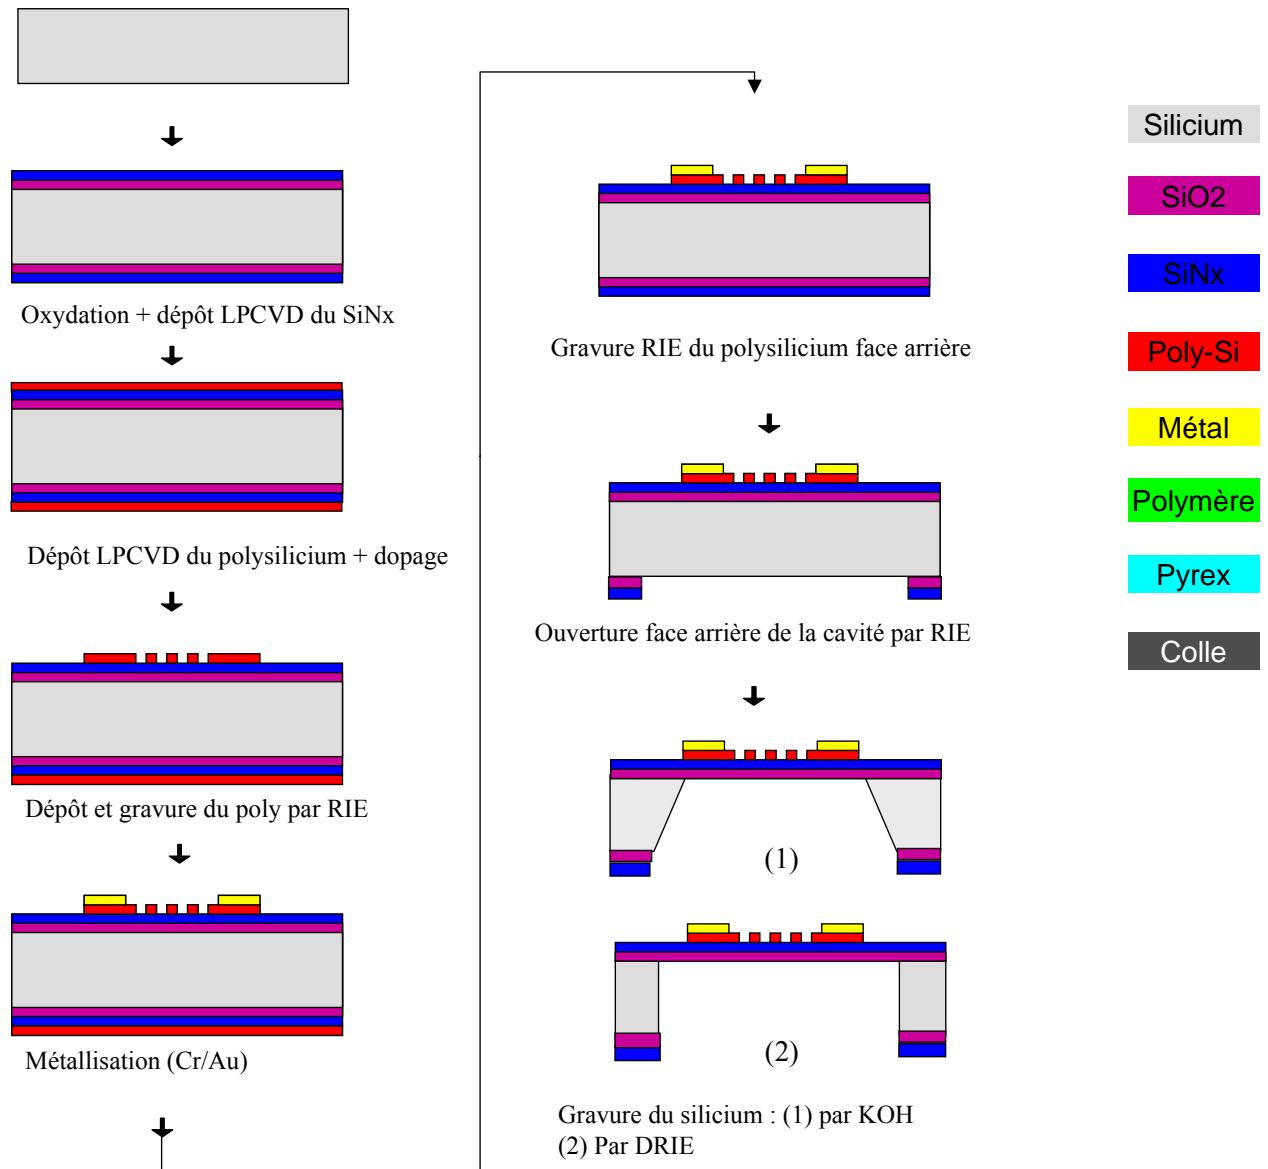 Oxydation + dépôt LPCVD du SiNx
Dépôt LPCVD du polysilicium + dopage
Dépôt et gravure du poly par RIE
Métallisation (Cr/Au)
Gravure RIE du polysilicium face arrière
Ouverture face arrière de la cavité par RIE
(1)
(2)
Gravure du silicium : (1) par KOH
(2) Par DRIE
Silicium
SiO2
SiNx
Poly-Si
Métal
Polymère
Pyrex
Colle